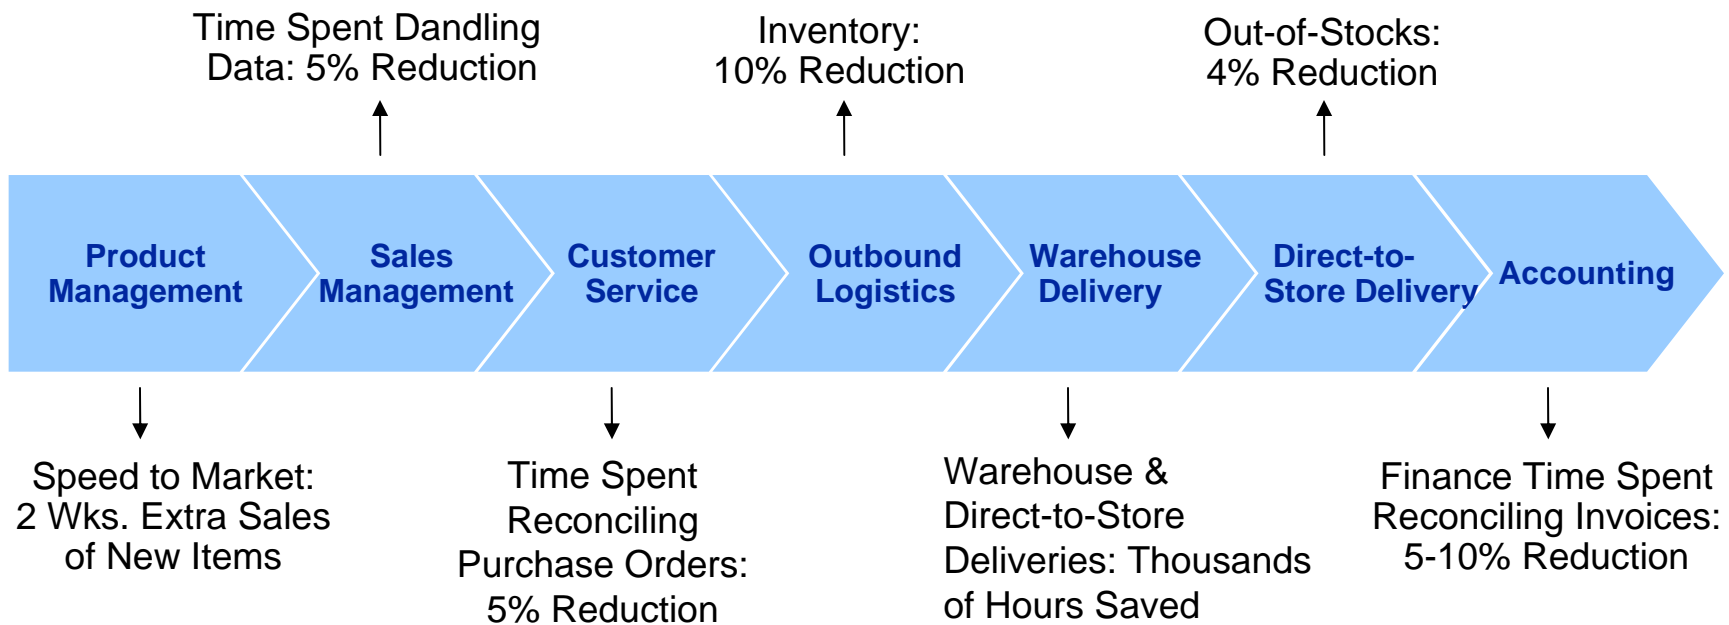 Time Spent Dandling
Data: 5% Reduction
Inventory:
10% Reduction
Out-of-Stocks:
4% Reduction
Product
Management
Sales
Management
Customer
Service
Outbound
Logistics
Warehouse
Delivery
Direct-to-
Store Delivery
Accounting
Speed to Market:
2 Wks. Extra Sales
of New Items
Time Spent
Reconciling
Purchase Orders:
5% Reduction
Warehouse &
Direct-to-Store
Deliveries: Thousands
of Hours Saved
Finance Time Spent
Reconciling Invoices:
5-10% Reduction